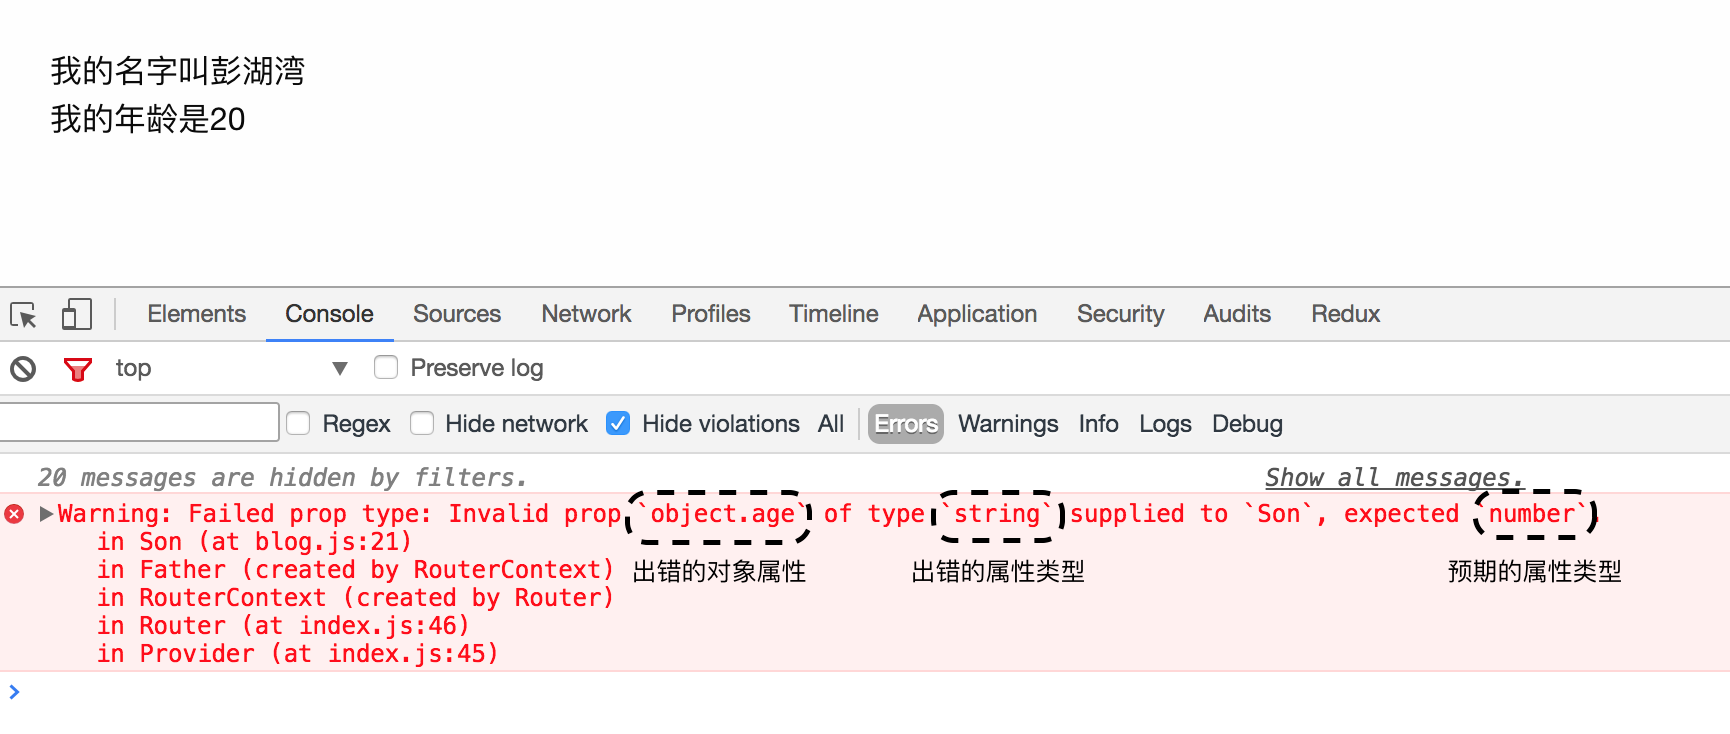 我的名字叫彭湖湾
我的年龄是20
Elements Console Sources Network Profiles Timeline Application Security Audits Redux
top ▼ Preserve log
Regex Hide network Hide violations All Errors Warnings Info Logs Debug
20 messages are hidden by filters. Show all messages.
Warning: Failed prop type: Invalid prop `object.age` of type `string` supplied to `Son`, expected `number`.
in Son (at blog.js:21)
in Father (created by RouterContext) 出错的对象属性 出错的属性类型 预期的属性类型
in RouterContext (created by Router)
in Router (at index.js:46)
in Provider (at index.js:45)